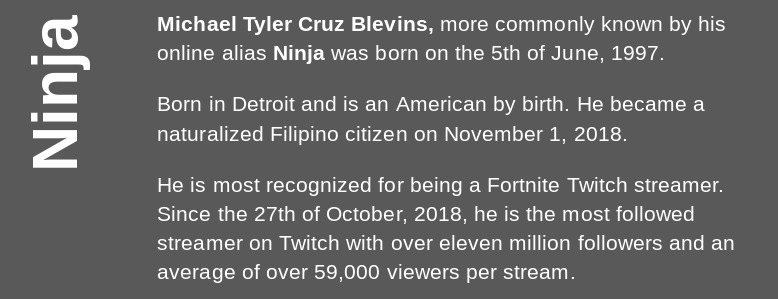 Ninja
Michael Tyler Cruz Blevins, more commonly known by his
online alias Ninja was born on the 5th of June, 1997.
Born in Detroit and is an American by birth. He became a
naturalized Filipino citizen on November 1, 2018.
He is most recognized for being a Fortnite Twitch streamer.
Since the 27th of October, 2018, he is the most followed
streamer on Twitch with over eleven million followers and an
average of over 59,000 viewers per stream.